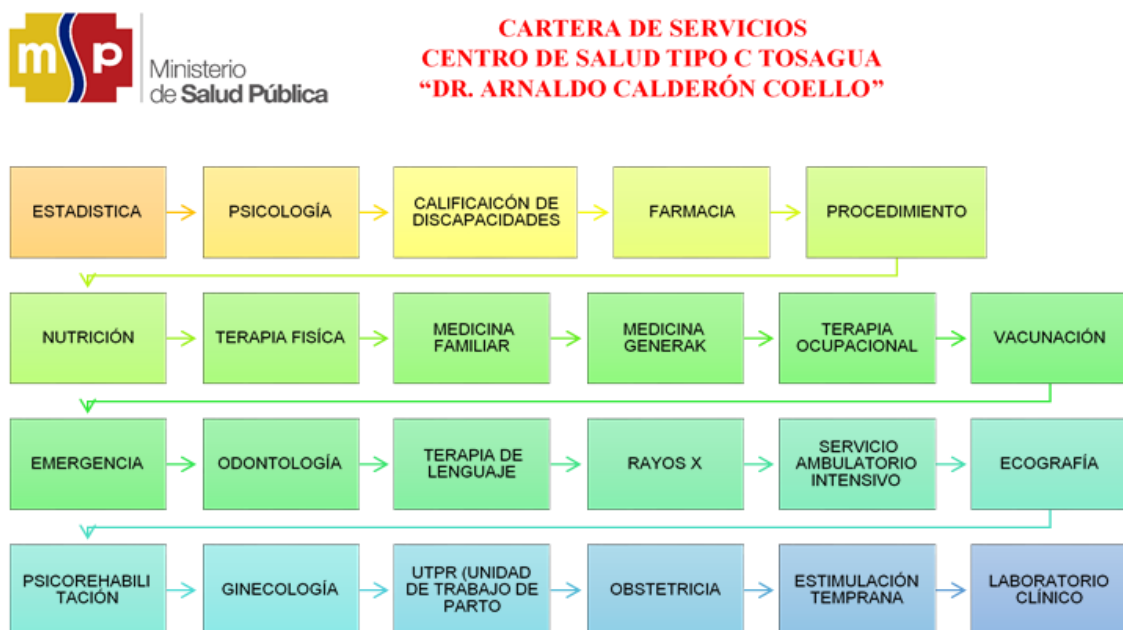 msp
Ministerio
de Salud Pública
CARTERA DE SERVICIOS
CENTRO DE SALUD TIPO C TOSAGUA
“DR. ARNALDO CALDERÓN COELLO”
ESTADISTICA
PSICOLOGÍA
CALIFICAICÓN DE
DISCAPACIDADES
FARMACIA
PROCEDIMIENTO
NUTRICIÓN
TERAPIA FISÍCA
MEDICINA
FAMILIAR
MEDICINA
GENERAK
TERAPIA
OCUPACIONAL
VACUNACIÓN
EMERGENCIA
ODONTOLOGÍA
TERAPIA DE
LENGUAJE
RAYOS X
SERVICIO
AMBULATORIO
INTENSIVO
ECOGRAFÍA
PSICOREHABILI
TACIÓN
GINECOLOGÍA
UTPR (UNIDAD
DE TRABAJO DE
PARTO
OBSTETRICIA
ESTIMULACIÓN
TEMPRANA
LABORATORIO
CLÍNICO